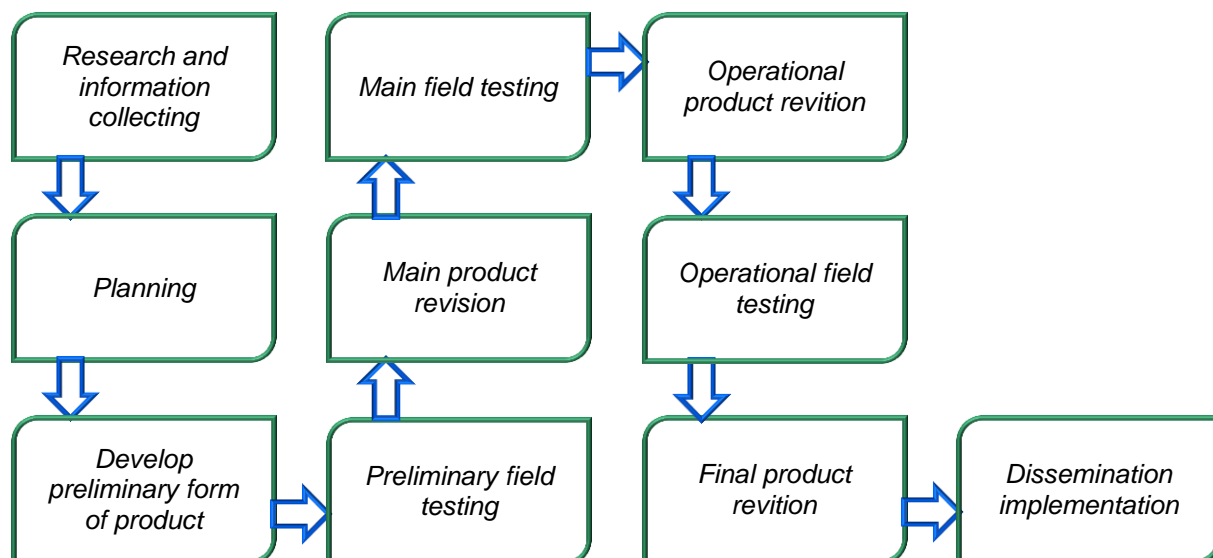 Research and
information
collecting
Planning
Develop
preliminary form
of product
Preliminary field
testing
Main product
revision
Main field testing
Operational
product revition
Operational field
testing
Final product
revition
Dissemination
implementation